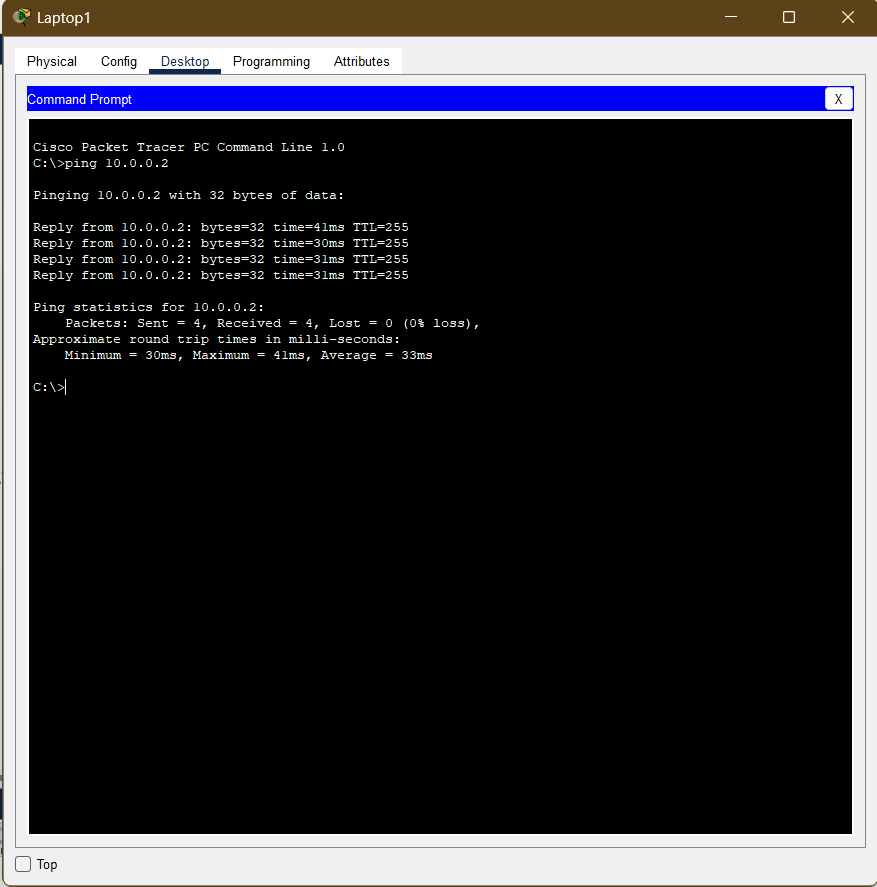 Laptop1
Physical Config Desktop Programming Attributes
Command Prompt X
Cisco Packet Tracer PC Command Line 1.0
C:\>ping 10.0.0.2
Pinging 10.0.0.2 with 32 bytes of data:
Reply from 10.0.0.2: bytes=32 time=41ms TTL=255
Reply from 10.0.0.2: bytes=32 time=30ms TTL=255
Reply from 10.0.0.2: bytes=32 time=31ms TTL=255
Reply from 10.0.0.2: bytes=32 time=31ms TTL=255
Ping statistics for 10.0.0.2:
Packets: Sent = 4, Received = 4, Lost = 0 (0% loss),
Approximate round trip times in milli-seconds:
Minimum = 30ms, Maximum = 41ms, Average = 33ms
C:\>
Top